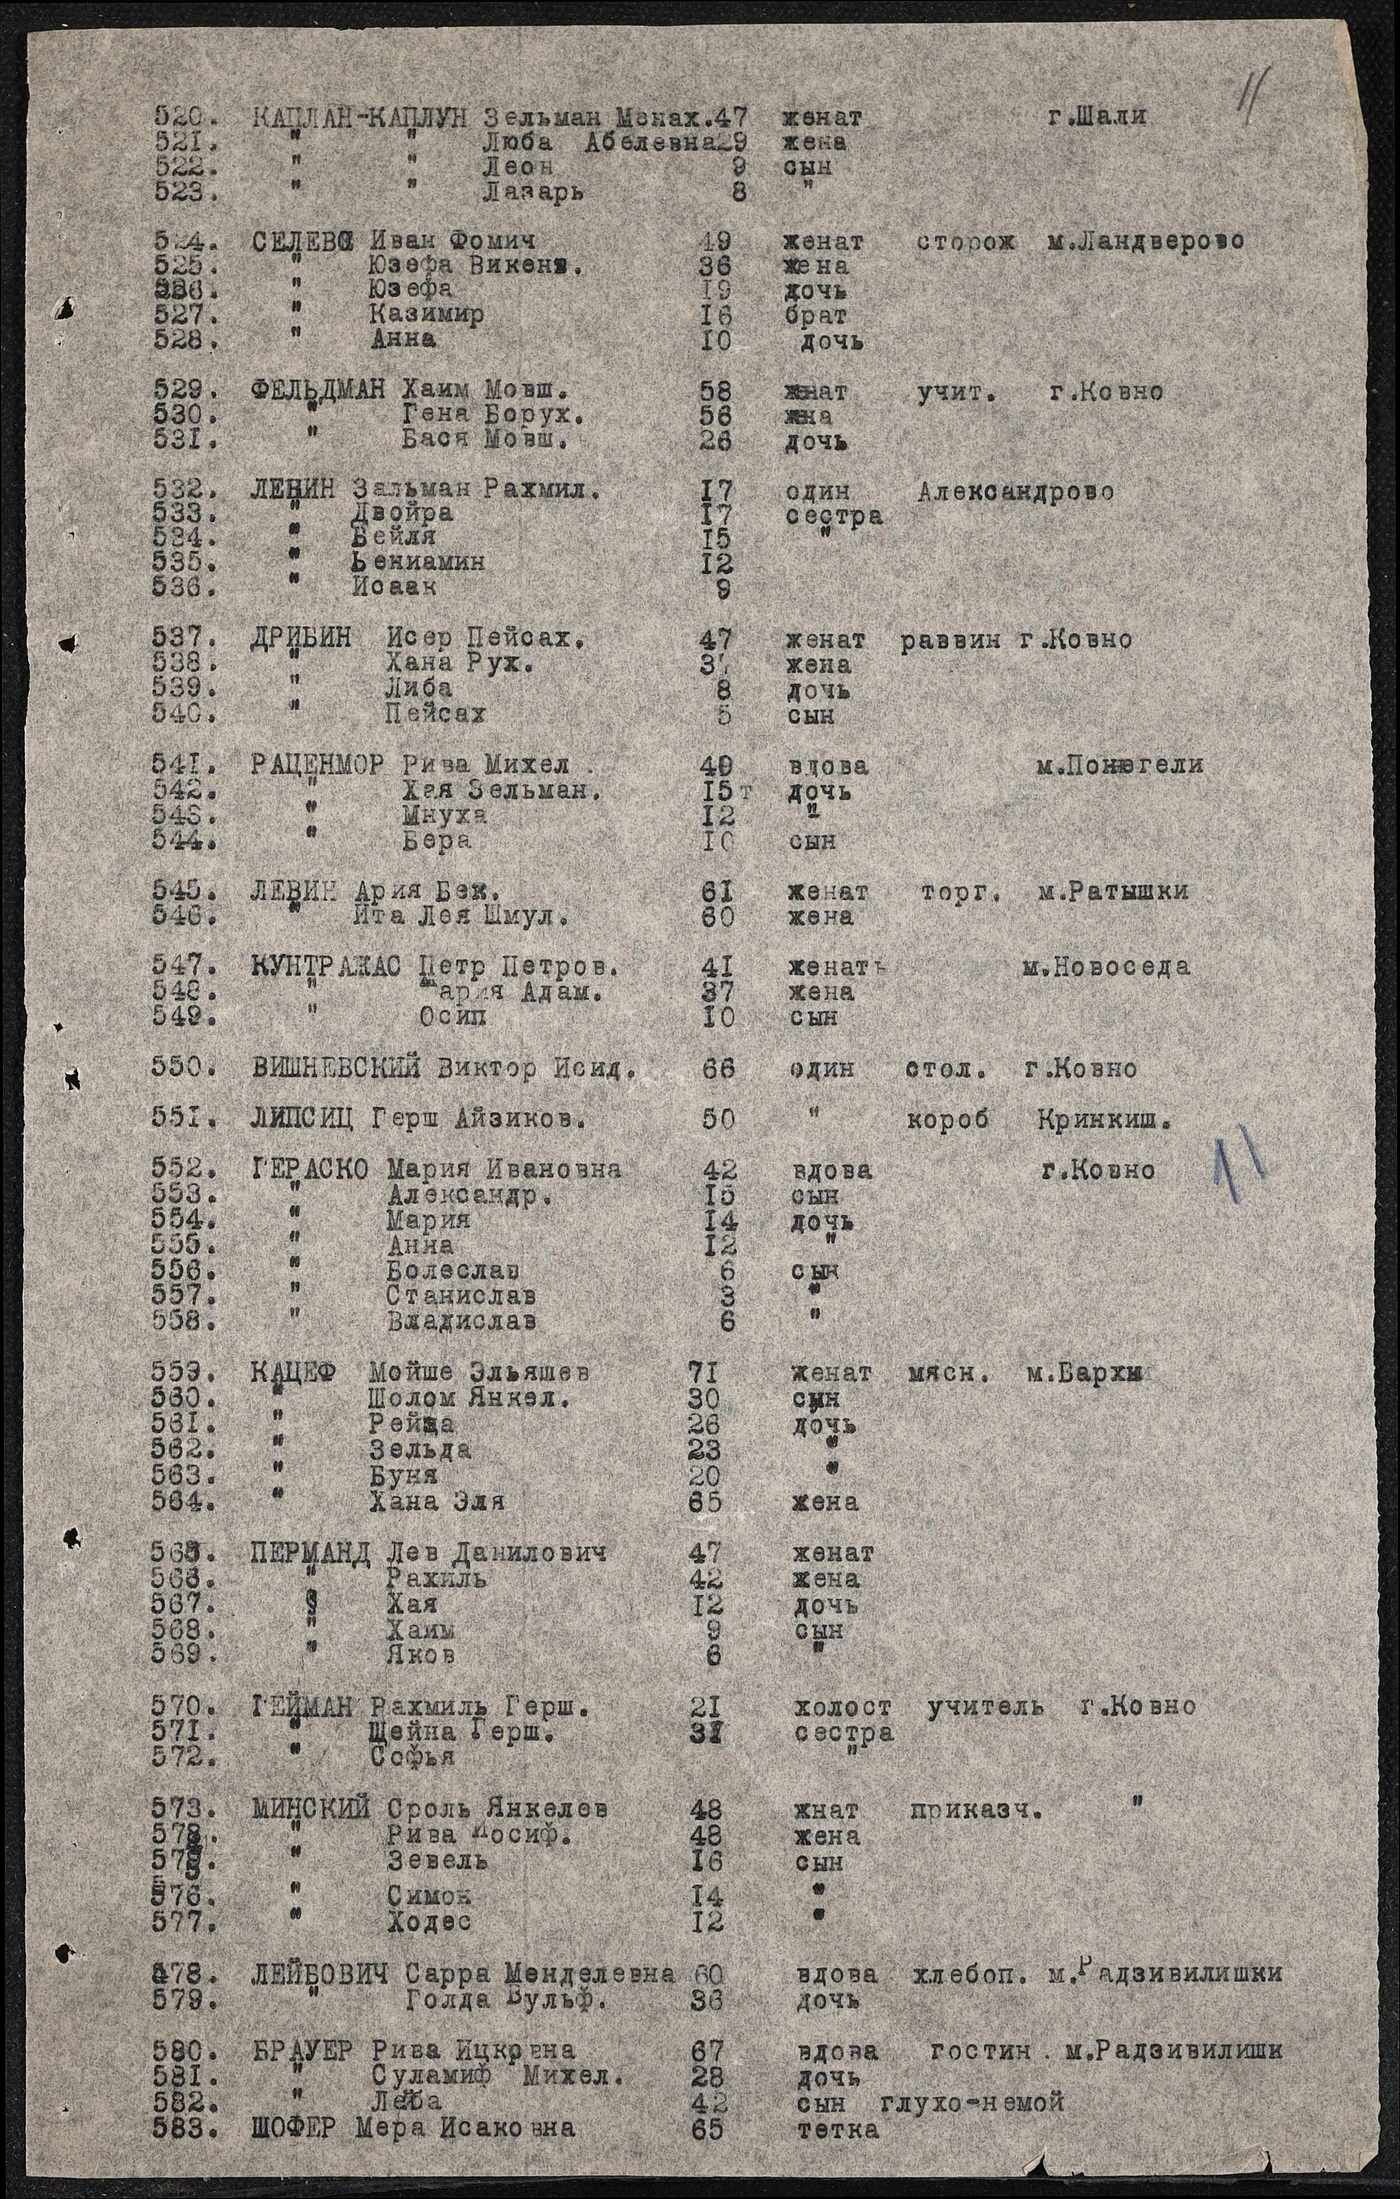 11
520. КАПЛАН-КАПЛУН Зельман Менах.47 женат г.Шали
521. " " Люба Абелевна29 жена
522. " " Леон 9 сын
523. " " Лазарь 8 "
524. Иван Фомич 49 женат сторож м.Ландверово
525. " Юзефа 36 жена
526. " Юзефа 19 дочь
527. " Казимир 16 брат
528. " Анна 10 дочь
529. ФЕЛЬДМАН Хаим Мовш. 58 женат учит. г.Ковно
530. " Гена Борух. 56 жна
531. " Бася Мовш. 26 дочь
532. ЛЕНИН Зальман Рахмил. 17 один Александрово
533. " Двойра 17 сестра
534. " Бейля 15 "
535. " Бениамин 12
536. " Исаак 9
537. ДРИБИН Исер Пейсах. 47 женат раввин г.Ковно
538. " Хана Рух. 37 жена
539. " Либа 8 дочь
540. " Пейсах 5 сын
541. РАЦЕНМОР Рива Михел . 49 вдова
542. " Хая Зельман. 15 дочь
543. " Мнуха 12 "
544. " Бера 10 сын
545. ЛЕВИН Ария Бек. 61 женат торг. м.Ратышки
546. " Ита Лея Шмул. 60 жена
547. КУНТРАЖАС Петр Петров. 41 женат м.Новоседа
548. " Мария Адам. 37 жена
549. " Осип 10 сын
550. ВИШНЕВСКИЙ Виктор Исид. 66 один стол. г.Ковно
551. ЛИПСИЦ Герш Айзиков. 50 " короб Кринкиш.
11
552. ГЕРАСКО Мария Ивановна 42 вдова г.Ковно
553. " Александр. 15 сын
554. " Мария 14 дочь
555. " Анна 12 "
556. " Болеслав 6 сын
557. " Станислав 3 "
558. " Владислав 6 "
559. КАЦЕФ Мойше Эльяшев 71 женат мясн.
560. " Шолом Янкел. 30 сын
561. " 26 дочь
562. " Зельда 23 "
563. " Буня 20 "
564. " Хана Эля 65 жена
565. ПЕРМАНД Лев Данилович 47 женат
566. " Рахиль 42 жена
567. Хая 12 дочь
568. " Хаим 9 сын
569. " Яков 6 "
570. ГЕЙМАН Рахмиль Герш. 21 холост учитель г.Ковно
571. " Шейна Герш. сестра
572. " Софья "
573. МИНСКИЙ Сроль Янкелев 48 жнат приказч. "
574. " Рива Иосиф. 48 жена
575. " Зевель 16 сын
576. " Симон 14 "
577. " Ходес 12 "
578. ЛЕЙБОВИЧ Сарра Менделевна 60 вдова хлебоп. м.Радзивилишки
579. " Голда Вульф. 36 дочь
580. БРАУЕР Рива Ицковна 67 вдова гостин . м.Радзивилиши
581. " Суламиф Михел. 28 дочь
582. " Лейба 42 сын глухо-немой
583. ШОФЕР Мера Исаковна 65 тетка